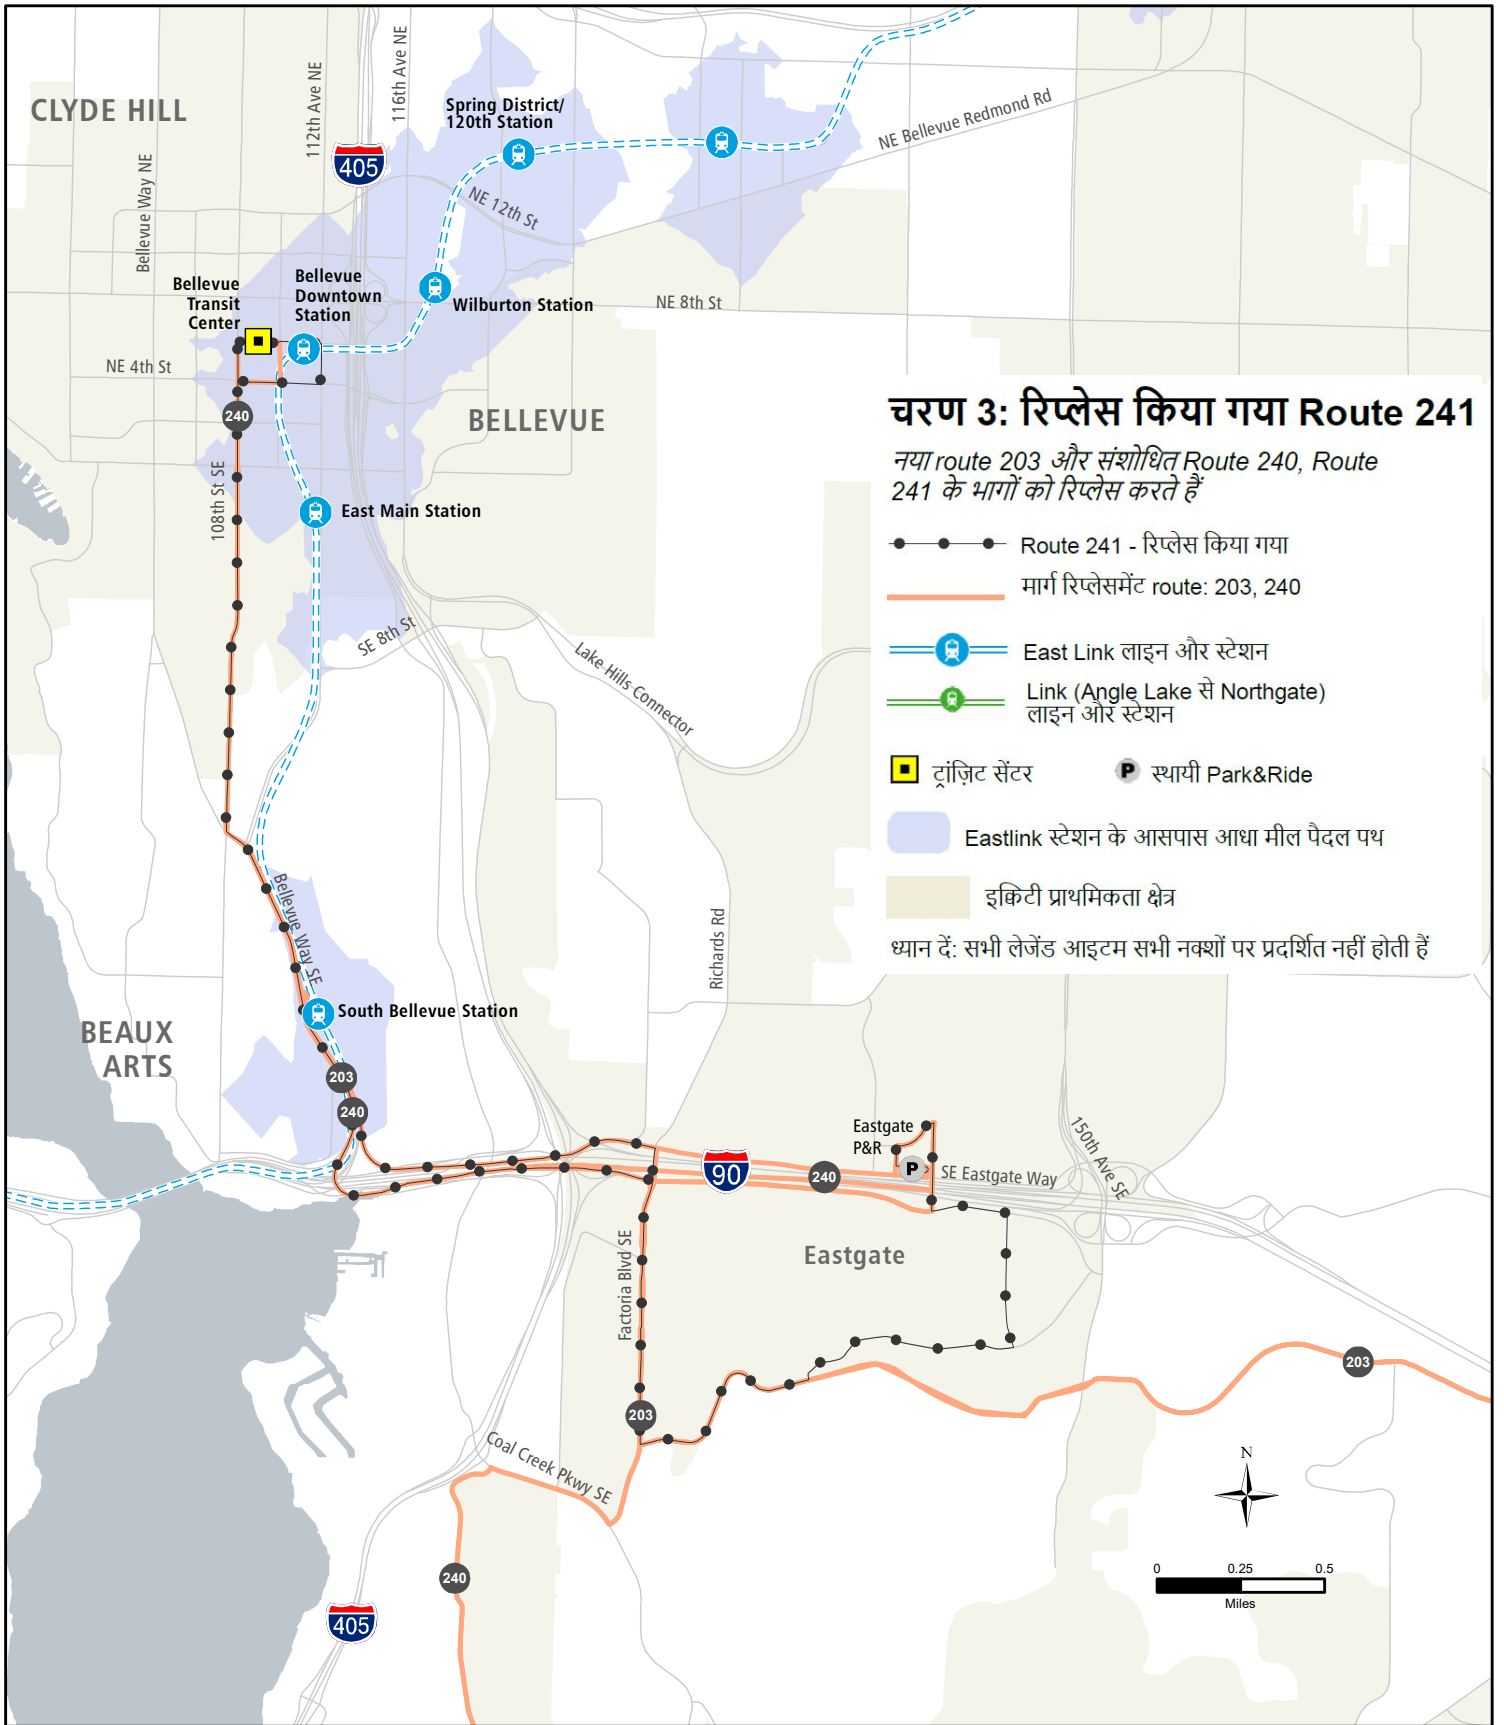 CLYDE HILL
Bellevue Way NE
112th Ave NE
116th Ave NE
405
Spring District/
120th Station
NE Bellevue Redmond Rd
NE 12th St
Bellevue
Transit
Center
Bellevue
Downtown
Station
Wilburton Station
NE 8th St
NE 4th St
240
BELLEVUE
108th St SE
East Main Station
SE 8th St
Lake Hills Connector
चरण 3: रिप्लेस किया गया Route 241
नया route 203 और संशोधित Route 240, Route
241 के भागों को रिप्लेस करते हैं
Route 241 - रिप्लेस किया गया
मार्ग रिप्लेसमेंट route: 203, 240
East Link लाइन और स्टेशन
Link (Angle Lake से Northgate)
लाइन और स्टेशन
ट्रांज़िट सेंटर
P स्थायी Park&Ride
Eastlink स्टेशन के आसपास आधा मील पैदल पथ
इक्विटी प्राथमिकता क्षेत्र
ध्यान दें: सभी लेजेंड आइटम सभी नक्शों पर प्रदर्शित नहीं होती हैं
Bellevue Way SE
Richards Rd
South Bellevue Station
BEAUX
ARTS
203
240
Eastgate
P&R
P
90
240
SE Eastgate Way
150th Ave SE
Factoria Blvd SE
Eastgate
203
203
Coal Creek Pkwy SE
240
405
N
0 0.25 0.5
Miles